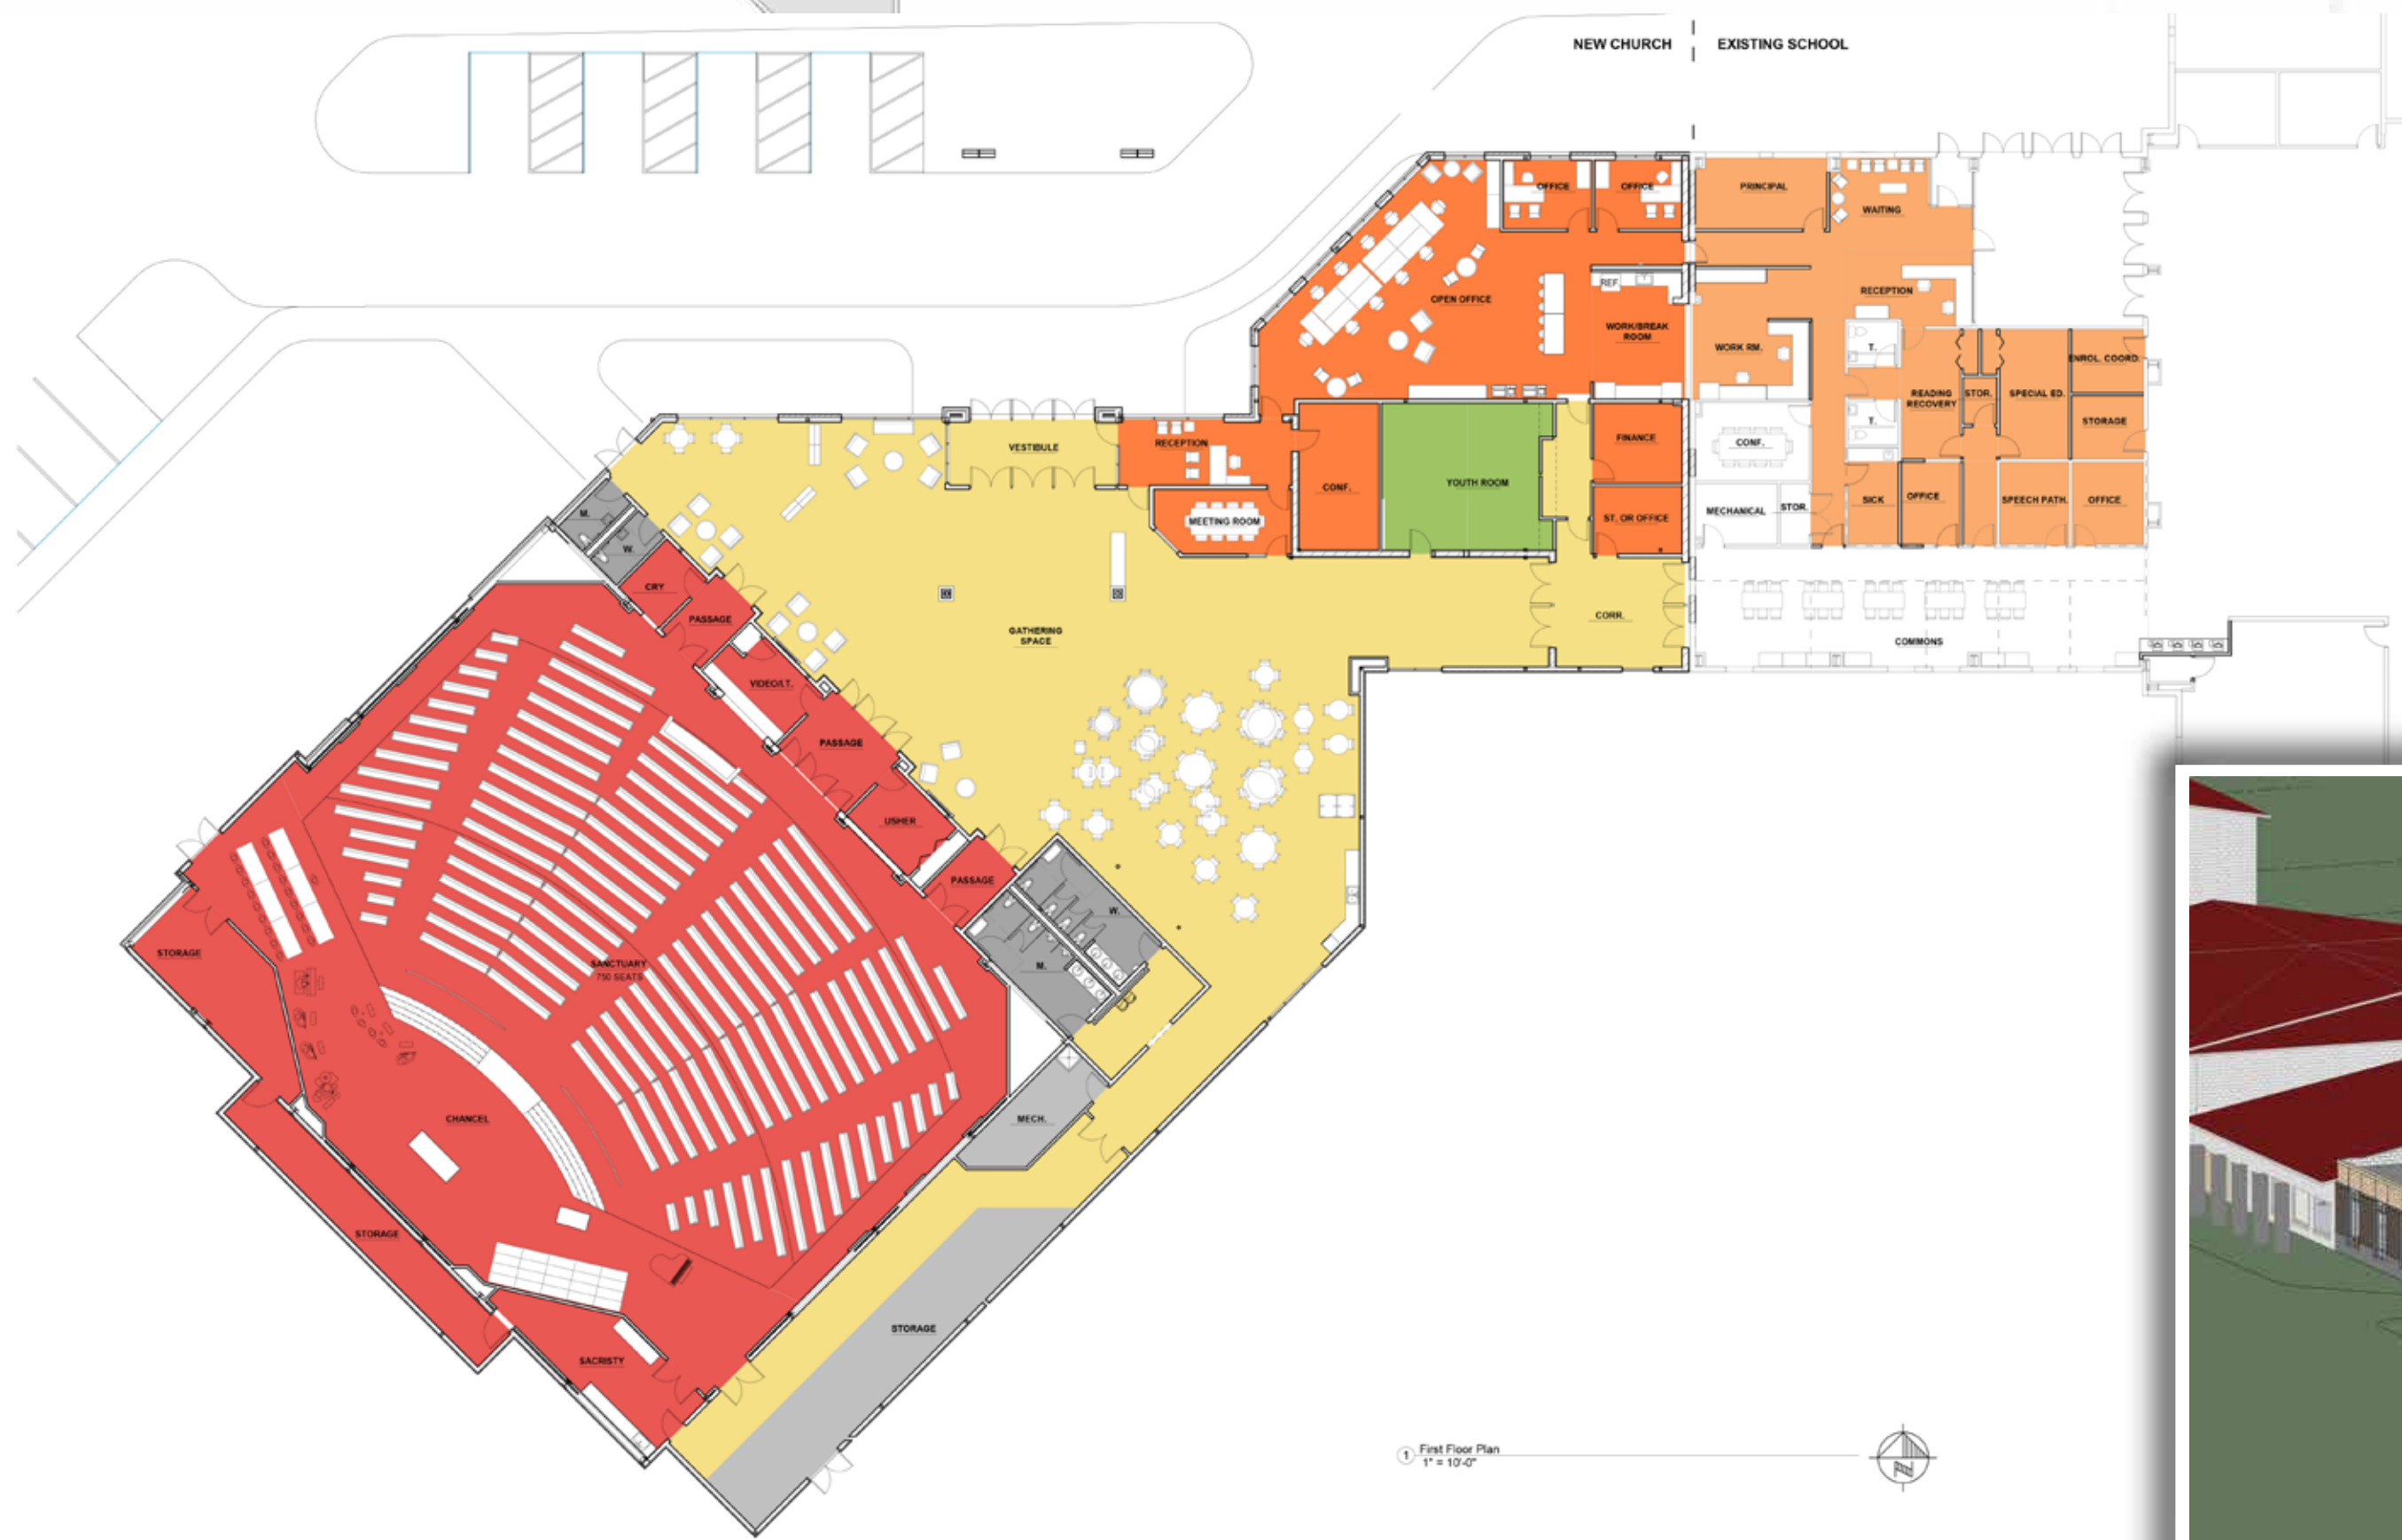 NEW CHURCH
EXISTING SCHOOL
OFFICE
OFFICE
PRINCIPAL
WAITING
OPEN OFFICE
REF.
WORK/BREAK
ROOM
RECEPTION
WORK RM.
T.
ENROL. COORD.
READING
RECOVERY
STOR.
SPECIAL ED.
T.
STORAGE
VESTIBULE
RECEPTION
FINANCE
CONF.
CONF.
YOUTH ROOM
MEETING ROOM
ST. OR OFFICE
MECHANICAL
STOR.
SICK
OFFICE
SPEECH PATH.
OFFICE
M.
W.
CRY
PASSAGE
GATHERING
SPACE
CORR.
COMMONS
VIDEO/LT.
PASSAGE
USHER
PASSAGE
W.
M.
STORAGE
SANCTUARY
750 SEATS
CHANCEL
MECH.
STORAGE
STORAGE
SACRISTY
1
First Floor Plan
1" = 10'-0"
N